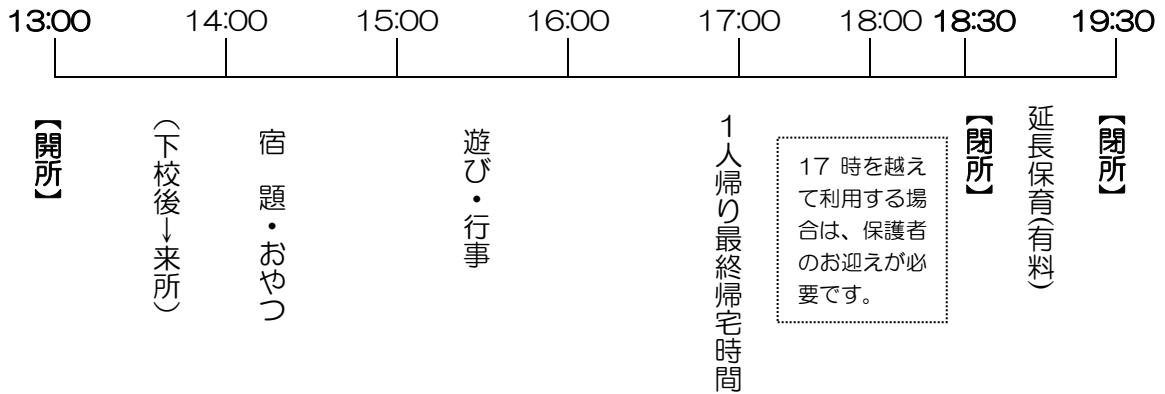 13:00 14:00 15:00 16:00 17:00 18:00 18:30 19:30
【開所】
（下校後→来所）
宿 題・おやつ
遊び・行事
1人帰り最終帰宅時間
17 時を越え
て利用する場
合は、保護者
のお迎えが必
要です。
【閉所】
延長保育(有料)
【閉所】